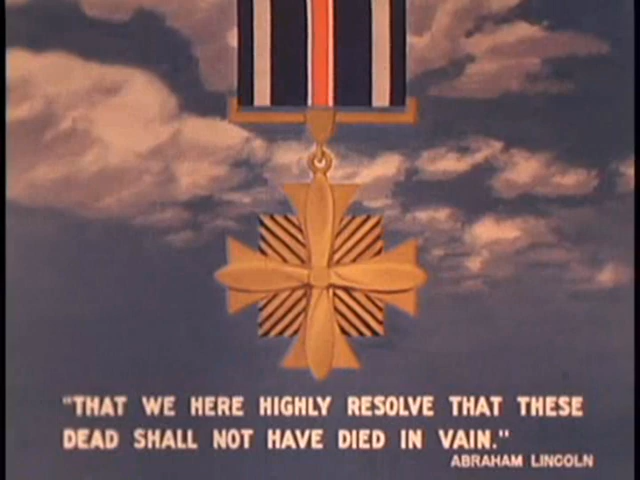 "THAT WE HERE HIGHLY RESOLVE THAT THESE
DEAD SHALL NOT HAVE DIED IN VAIN."
ABRAHAM LINCOLN